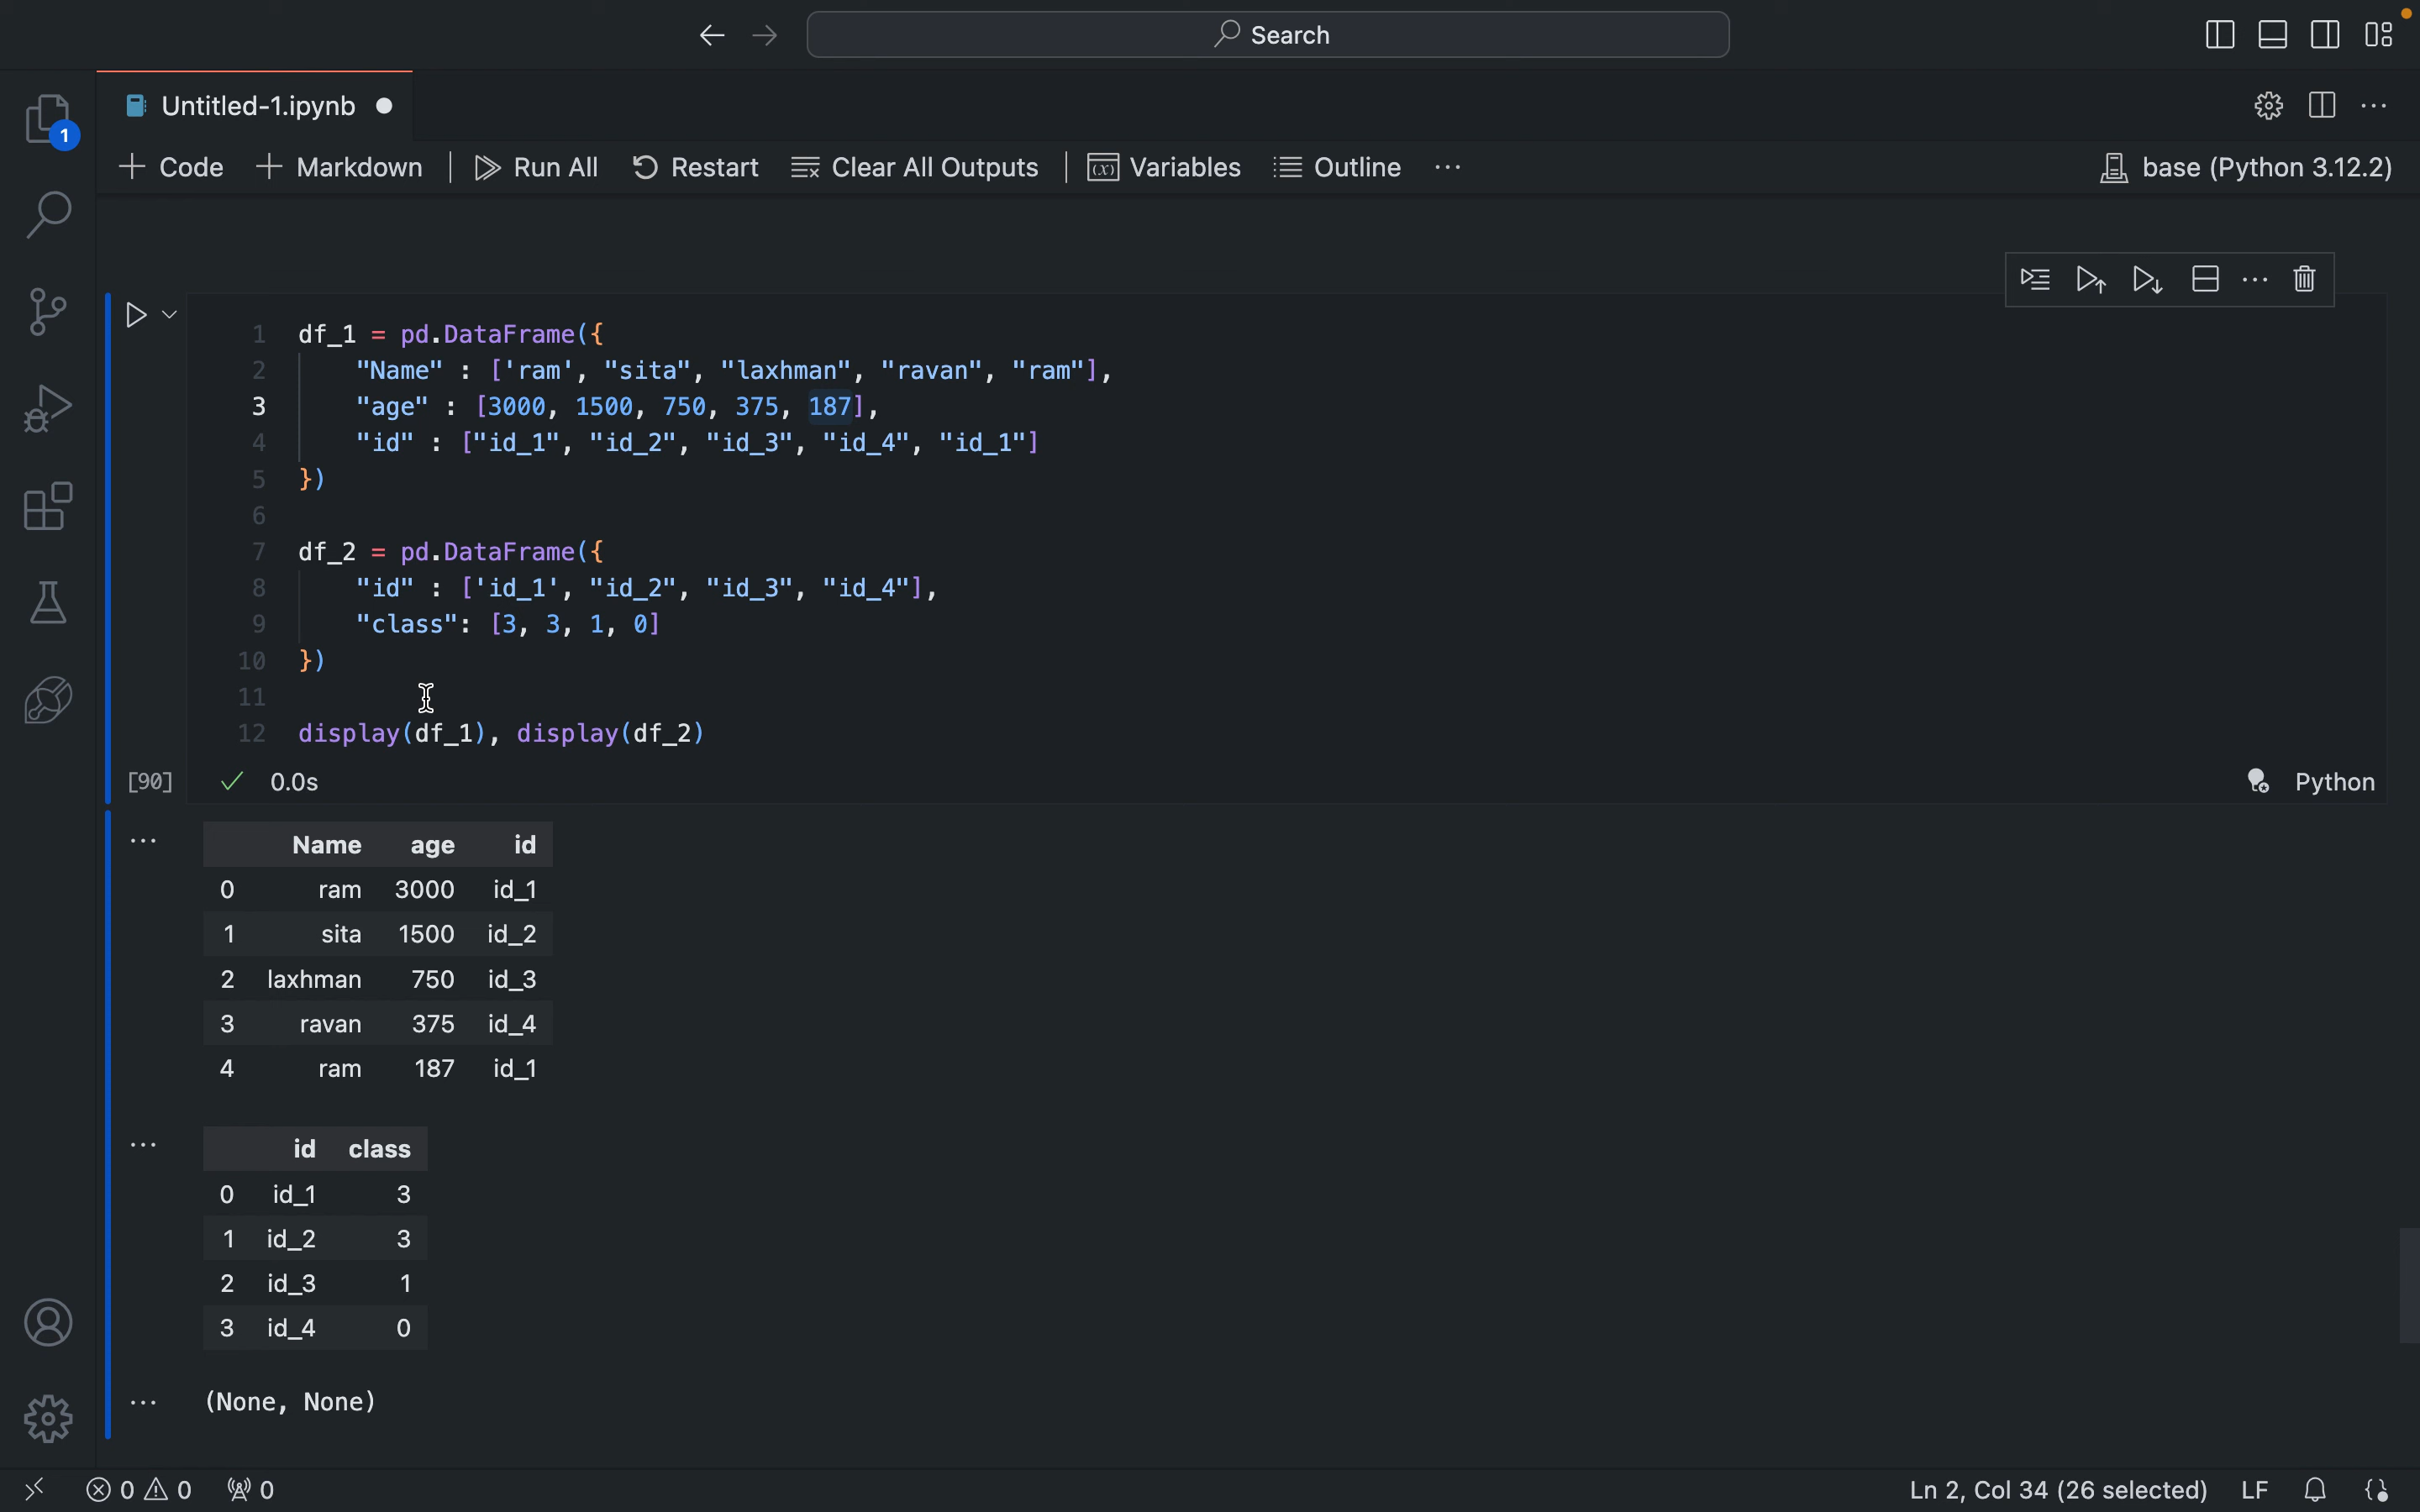 Search
Untitled-1.ipynb
1
Code Markdown Run All Restart Clear All Outputs Variables Outline ... base (Python 3.12.2)
1 df_1 = pd.DataFrame({
2 "Name" : ['ram', "sita", "laxhman", "ravan", "ram"],
3 "age" : [3000, 1500, 750, 375, 187],
4 "id" : ["id_1", "id_2", "id_3", "id_4", "id_1"]
5 })
6
7 df_2 = pd.DataFrame({
8 "id" : ['id_1', "id_2", "id_3", "id_4"],
9 "class": [3, 3, 1, 0]
10 })
11
12 display(df_1), display(df_2)
[90] 0.0s Python
Name age id
0 ram 3000 id_1
1 sita 1500 id_2
2 laxhman 750 id_3
3 ravan 375 id_4
4 ram 187 id_1
id class
0 id_1 3
1 id_2 3
2 id_3 1
3 id_4 0
(None, None)
0 0 0 Ln 2, Col 34 (26 selected) LF